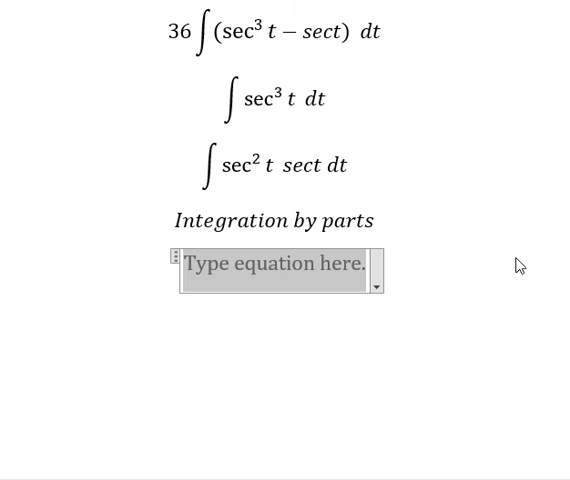 36 ∫ (sec³ t − sect) dt
∫ sec³ t dt
∫ sec² t sect dt
Integration by parts
Type equation here.